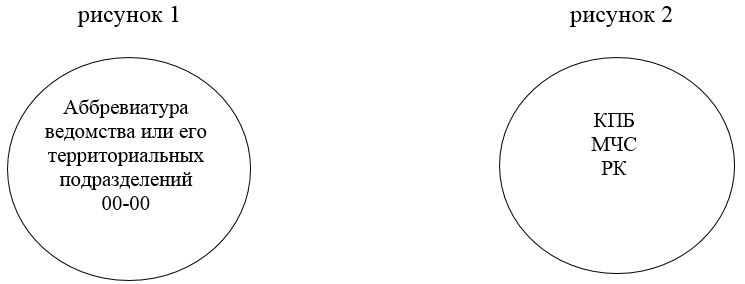 рисунок 1
Аббревиатура
ведомства или его
территориальных
подразделений
00-00
рисунок 2
КПБ
МЧС
РК